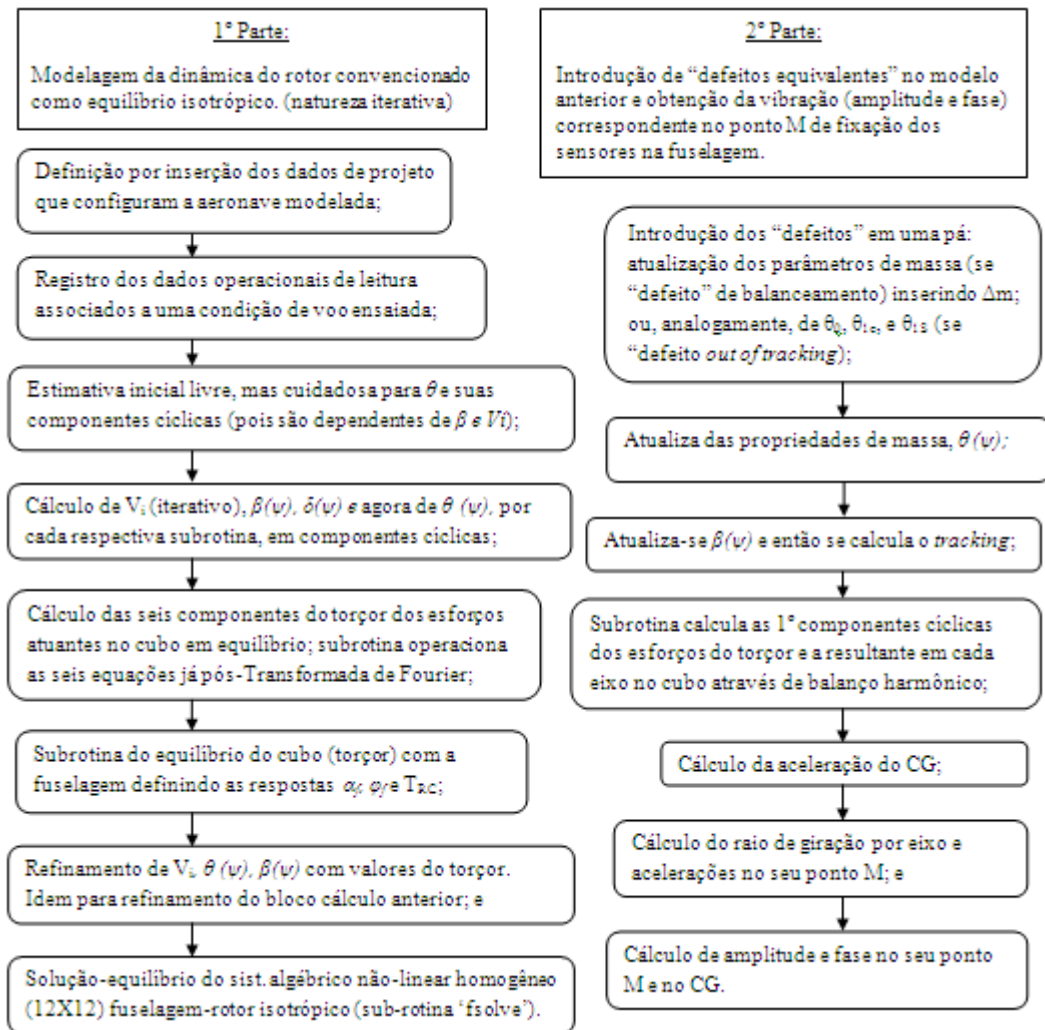 1° Parte:
Modelagem da dinâmica do rotor convencionado
como equilíbrio isotrópico. (natureza iterativa)
Definição por inserção dos dados de projeto
que configuram a aeronave modelada;
Registro dos dados operacionais de leitura
associados a uma condição de voo ensaiada;
Estimativa inicial livre, mas cuidadosa para θ e suas
componentes cíclicas (pois são dependentes de β e Vi);
Cálculo de Vᵢ (iterativo), β(ψ), δ(ψ) e agora de θ (ψ), por
cada respectiva subrotina, em componentes cíclicas;
Cálculo das seis componentes do torçor dos esforços
atuantes no cubo em equilíbrio; subrotina operaciona
as seis equações já pós-Transformada de Fourier;
Subrotina do equilíbrio do cubo (torçor) com a
fuselagem definindo as respostas α_f, φ_f e T_RC;
Refinamento de Vᵢ, θ (ψ), β(ψ) com valores do torçor.
Idem para refinamento do bloco cálculo anterior; e
Solução-equilíbrio do sist. algébrico não-linear homogêneo
(12X12) fuselagem-rotor isotrópico (sub-rotina ‘fsolve’).
2° Parte:
Introdução de “defeitos equivalentes” no modelo
anterior e obtenção da vibração (amplitude e fase)
correspondente no ponto M de fixação dos
sensores na fuselagem.
Introdução dos “defeitos” em uma pá:
atualização dos parâmetros de massa (se
“defeito” de balanceamento) inserindo Δm;
ou, analogamente, de θ₀, θ₁c, e θ₁s (se
“defeito out of tracking);
Atualiza das propriedades de massa, θ(ψ);
Atualiza-se β(ψ) e então se calcula o tracking;
Subrotina calcula as 1° componentes cíclicas
dos esforços do torçor e a resultante em cada
eixo no cubo através de balanço harmônico;
Cálculo da aceleração do CG;
Cálculo do raio de giração por eixo e
acelerações no seu ponto M; e
Cálculo de amplitude e fase no seu ponto
M e no CG.